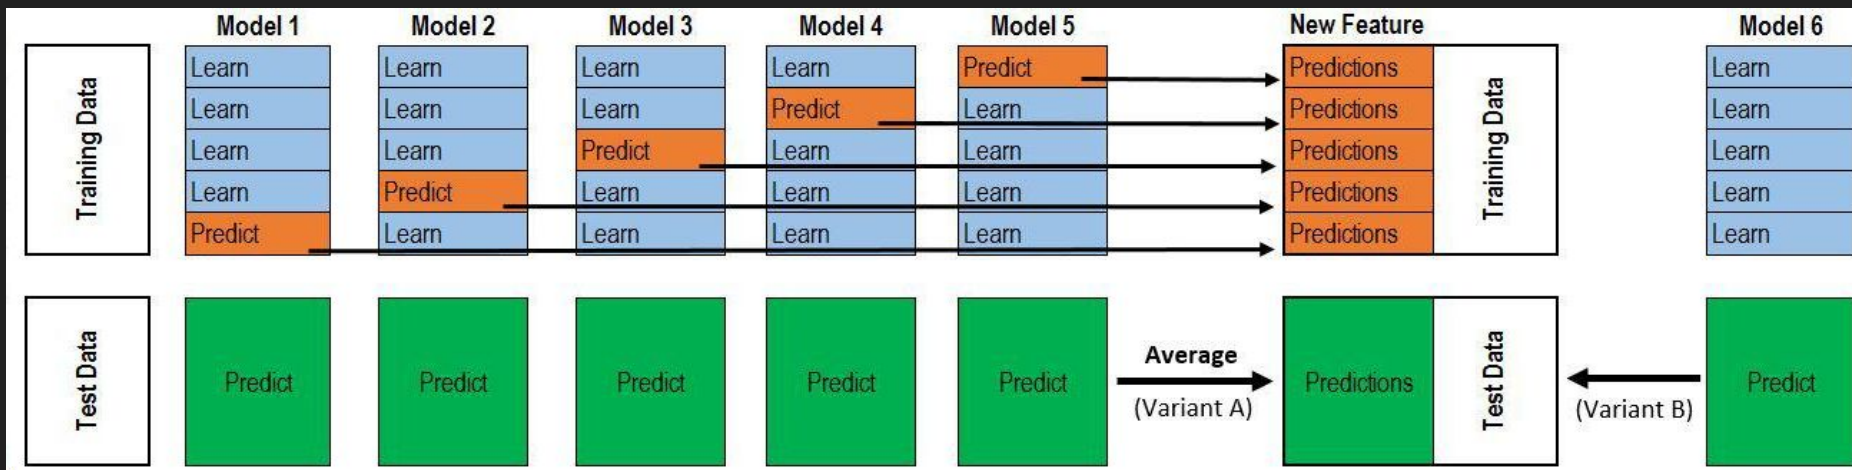 Model 1 Model 2 Model 3 Model 4 Model 5 New Feature Model 6
Training Data
Learn Learn Learn Learn Predict Predictions Learn
Learn Learn Learn Predict Learn Predictions Learn
Learn Learn Predict Learn Learn Predictions Learn
Learn Predict Learn Learn Learn Predictions Learn
Predict Learn Learn Learn Learn Predictions Learn
Training Data
Test Data
Predict Predict Predict Predict Predict
Average
(Variant A)
Predictions
Test Data
(Variant B)
Predict